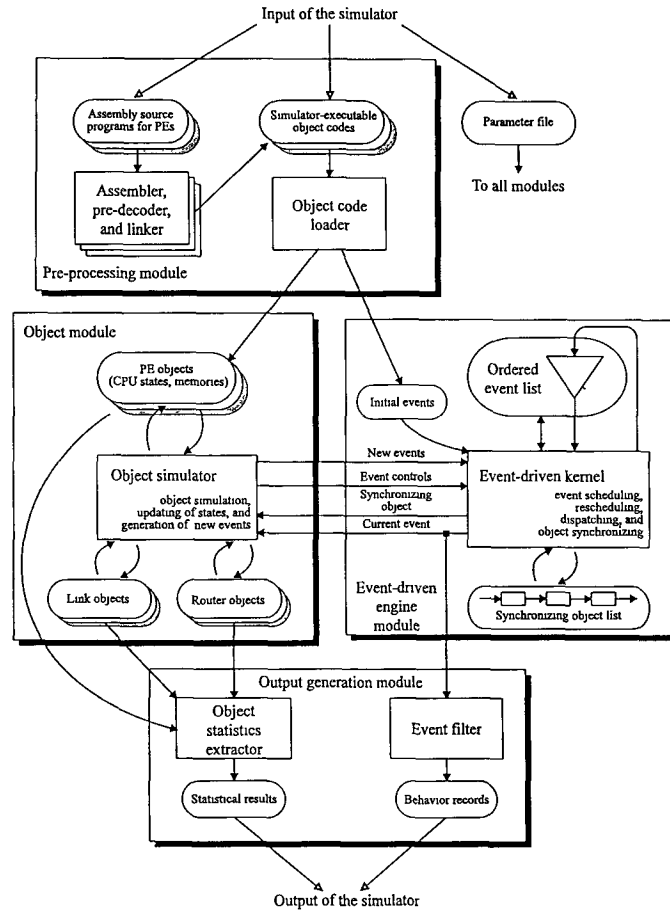 Input of the simulator
Assembly source
programs for PEs
Simulator-executable
object codes
Parameter file
Assembler,
pre-decoder,
and linker
Object code
loader
To all modules
Pre-processing module
Object module
PE objects
(CPU states, memories)
Ordered
event list
Initial events
Object simulator
object simulation,
updating of states, and
generation of new events
New events
Event controls
Synchronizing
object
Current event
Event-driven kernel
event scheduling,
rescheduling,
dispatching, and
object synchronizing
Link objects
Router objects
Event-driven
engine
module
Synchronizing object list
Output generation module
Object
statistics
extractor
Event filter
Statistical results
Behavior records
Output of the simulator